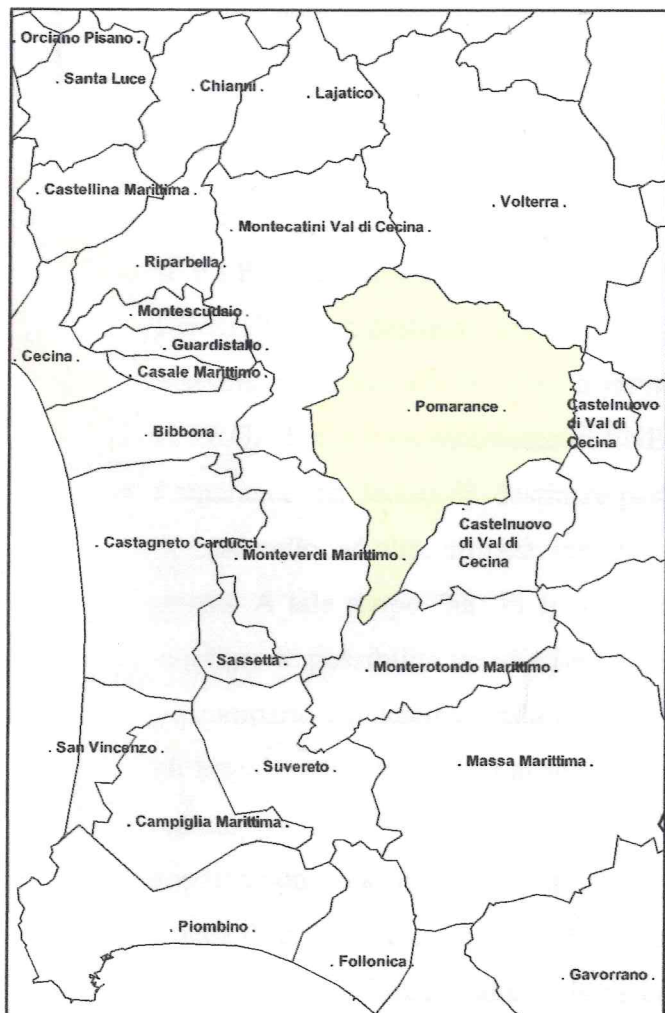 . Orciano Pisano .
. Santa Luce
. Chianni .
. Lajatico .
. Castellina Marittima .
. Volterra .
. Montecatini Val di Cecina .
. Riparbella .
. Montescudaio .
. Guardistallo .
. Cecina .
. Casale Marittimo .
. Pomarance .
Castelnuovo
. di Val di .
Cecina
. Bibbona .
. Castelnuovo
di Val di
Cecina
. Castagneto Carducci .
. Monteverdi Marittimo .
. Sassetta .
. Monterotondo Marittimo .
. San Vincenzo .
. Suvereto .
. Massa Marittima .
. Campiglia Marittima .
. Piombino .
. Follonica .
. Gavorrano .